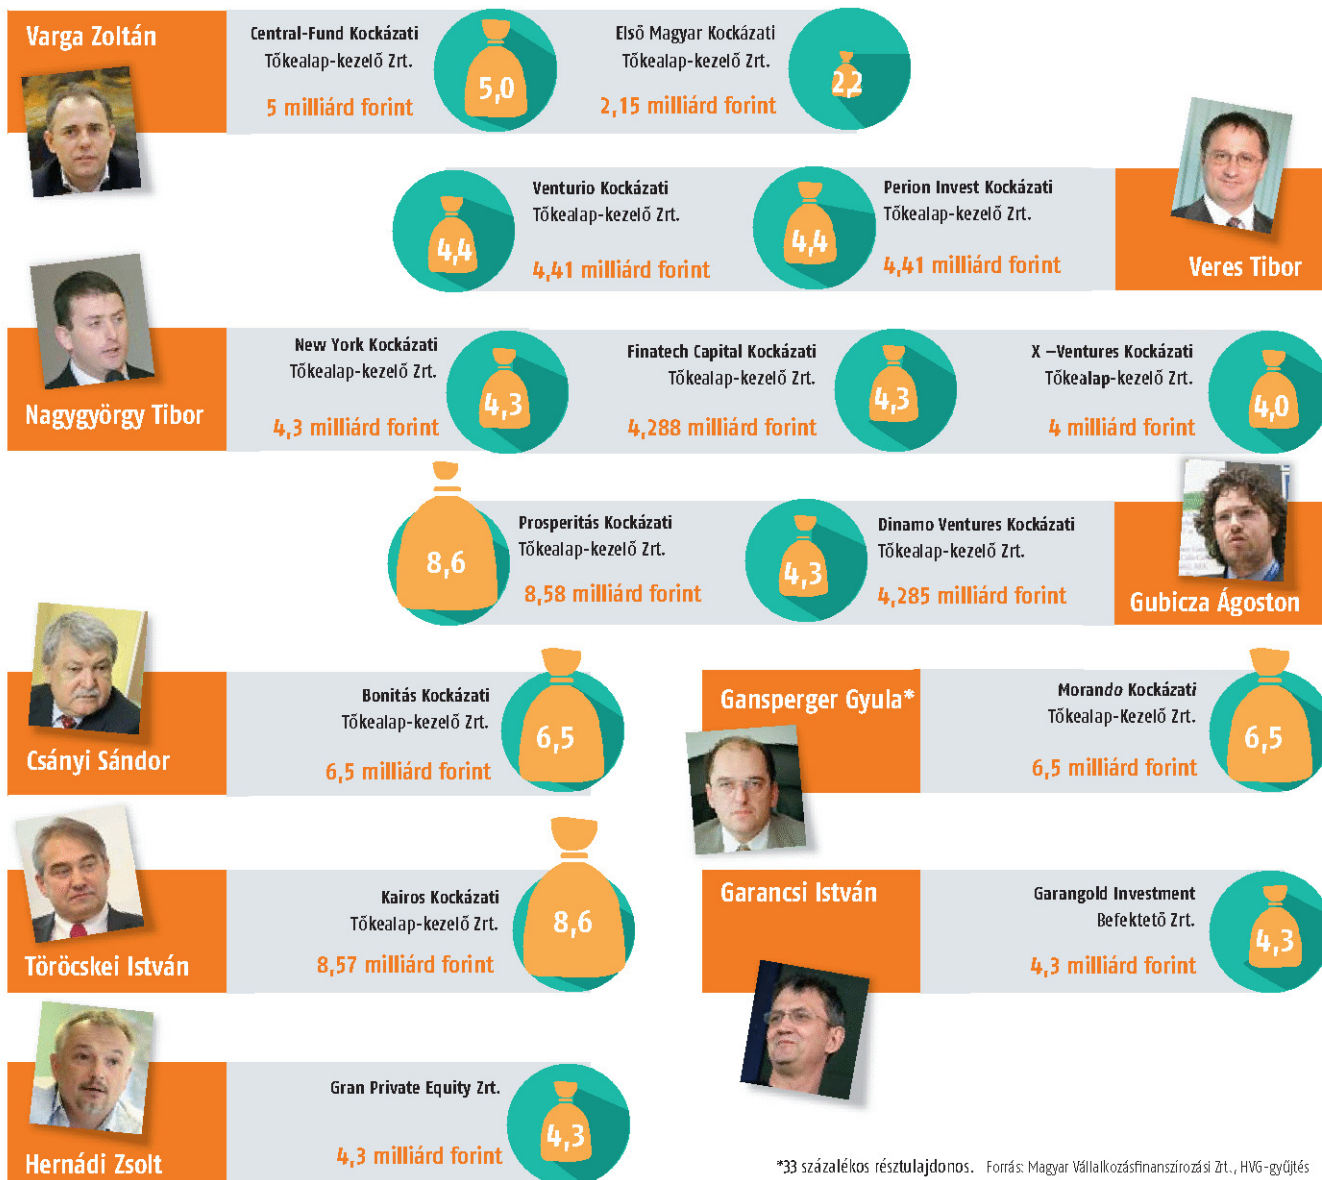 Varga Zoltán
Central-Fund Kockázati
Tőkealap-kezelő Zrt.
5 milliárd forint
5,0
Első Magyar Kockázati
Tőkealap-kezelő Zrt.
2,15 milliárd forint
2,2
4,4
Venturio Kockázati
Tőkealap-kezelő Zrt.
4,41 milliárd forint
4,4
Perion Invest Kockázati
Tőkealap-kezelő Zrt.
4,41 milliárd forint
Veres Tibor
Nagygyörgy Tibor
New York Kockázati
Tőkealap-kezelő Zrt.
4,3 milliárd forint
4,3
Finatech Capital Kockázati
Tőkealap-kezelő Zrt.
4,288 milliárd forint
4,3
X –Ventures Kockázati
Tőkealap-kezelő Zrt.
4 milliárd forint
4,0
8,6
Prosperitás Kockázati
Tőkealap-kezelő Zrt.
8,58 milliárd forint
4,3
Dinamo Ventures Kockázati
Tőkealap-kezelő Zrt.
4,285 milliárd forint
Gubicza Ágoston
Csányi Sándor
Bonitás Kockázati
Tőkealap-kezelő Zrt.
6,5 milliárd forint
6,5
Gansperger Gyula*
Morando Kockázati
Tőkealap-Kezelő Zrt.
6,5 milliárd forint
6,5
Töröcskei István
Kairos Kockázati
Tőkealap-kezelő Zrt.
8,57 milliárd forint
8,6
Garancsi István
Garangold Investment
Befektető Zrt.
4,3 milliárd forint
4,3
Hernádi Zsolt
Gran Private Equity Zrt.
4,3 milliárd forint
4,3
*33 százalékos résztulajdonos. Forrás: Magyar Vállalkozásfinanszírozási Zrt., HVG-gyűjtés